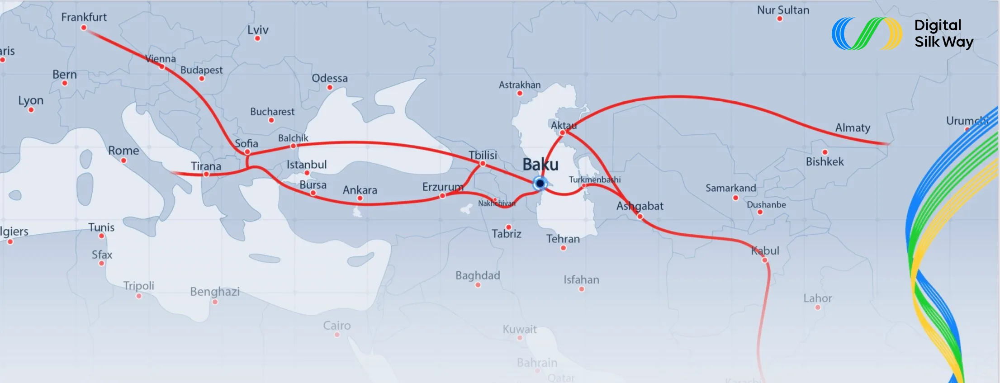 Frankfurt
Nur Sultan
Digital
Silk Way
Lviv
aris
Vienna
Budapest
Bern
Odessa
Astrakhan
Lyon
Bucharest
Urumchi
Aktau
Almaty
Balchik
Sofia
Rome
Tbilisi
Bishkek
Baku
Istanbul
Tirana
Turkmenbashi
Bursa
Ankara
Erzurum
Samarkand
Nakhchivan
Ashgabat
Dushanbe
Tunis
lgiers
Tabriz
Tehran
Kabul
Sfax
Baghdad
Isfahan
Tripoli
Benghazi
Lahor
Cairo
Kuwait
Bahrain
Qatar
Karachi